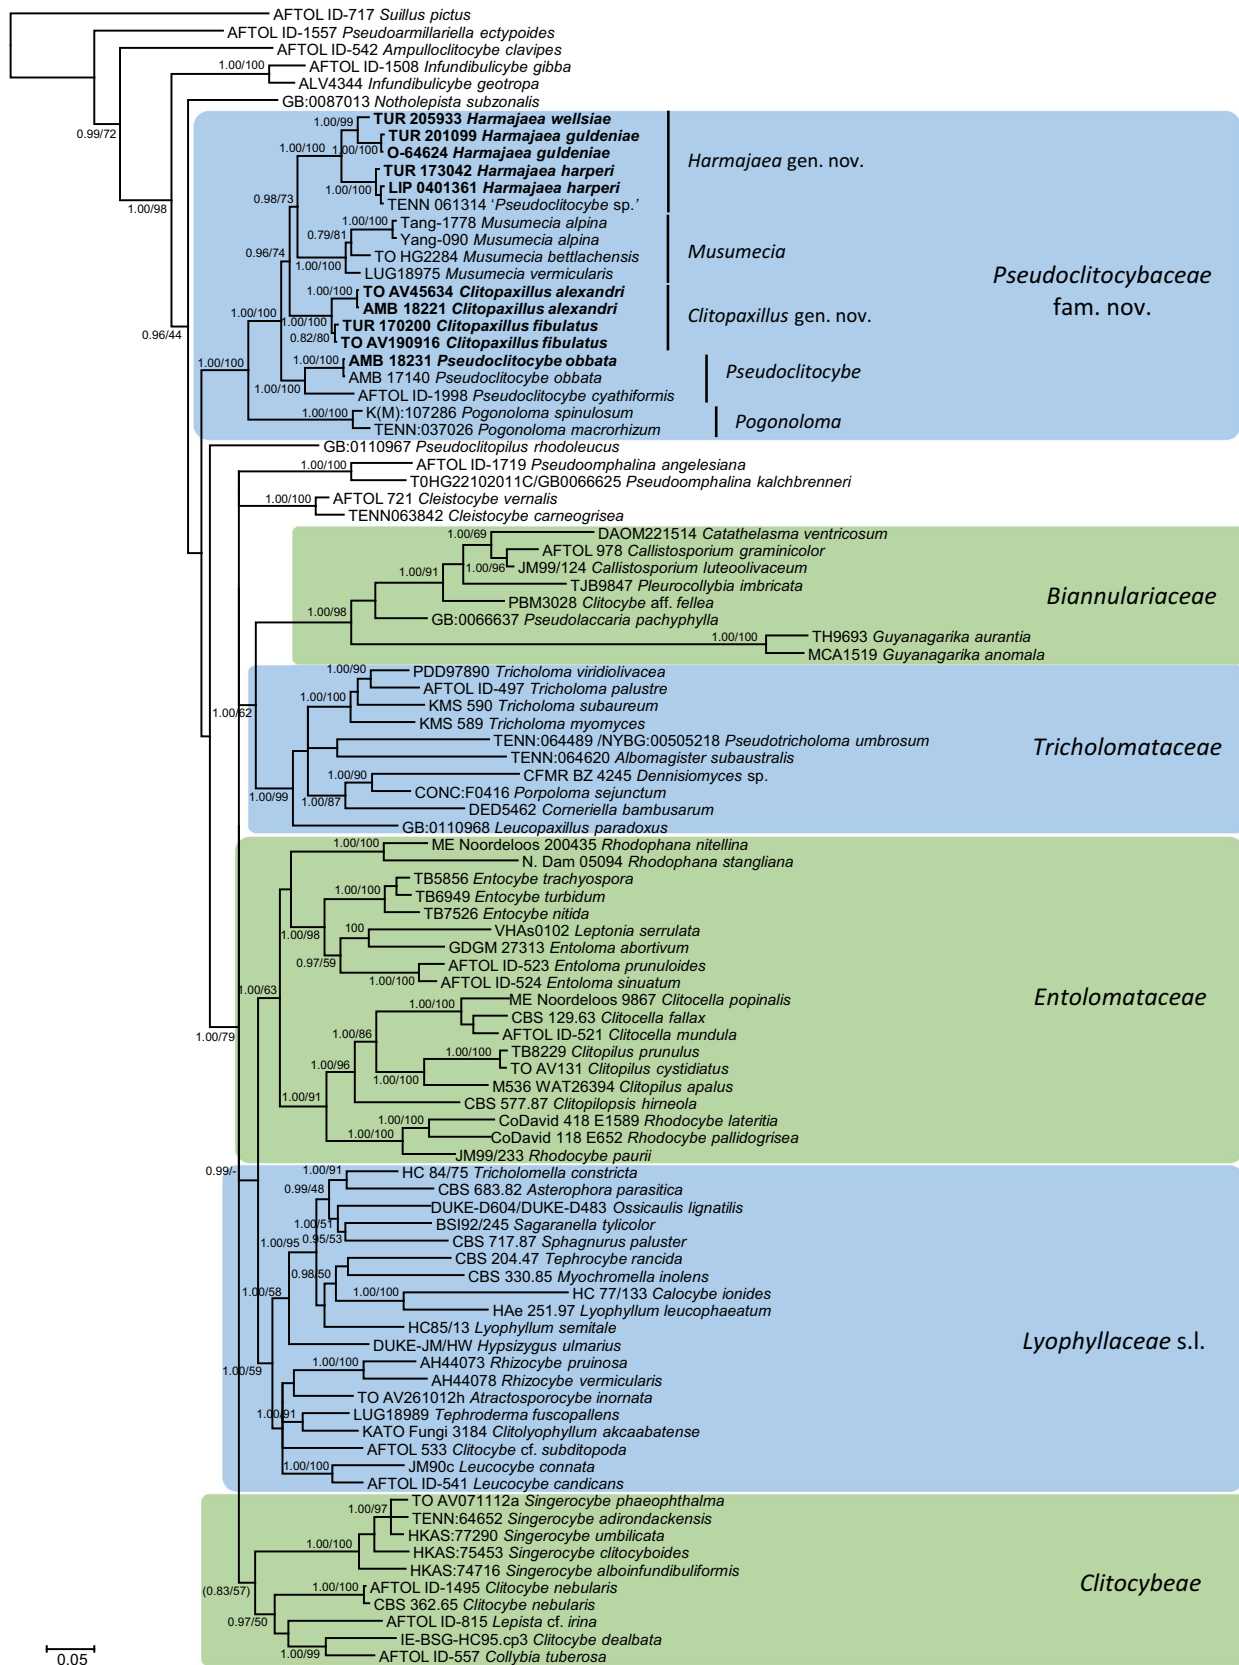 AFTOL ID-717 Suillus pictus
AFTOL ID-1557 Pseudoarmillariella ectypoides
AFTOL ID-542 Ampulloclitocybe clavipes
1.00/100
AFTOL ID-1508 Infundibulicybe gibba
ALV4344 Infundibulicybe geotropa
GB:0087013 Notholepista subzonalis
0.99/72
1.00/99
TUR 205933 Harmajaea wellsiae
TUR 201099 Harmajaea guldeniae
1.00/100
1.00/100
O-64624 Harmajaea guldeniae
Harmajaea gen. nov.
TUR 173042 Harmajaea harperi
1.00/100
LIP 0401361 Harmajaea harperi
0.98/73
TENN 061314 'Pseudoclitocybe sp.'
1.00/98
1.00/100
Tang-1778 Musumecia alpina
0.79/81
Yang-090 Musumecia alpina
0.96/74
TO HG2284 Musumecia bettlachensis
Musumecia
1.00/100
LUG18975 Musumecia vermicularis
Pseudoclitocybaceae
fam. nov.
1.00/100
TO AV45634 Clitopaxillus alexandri
AMB 18221 Clitopaxillus alexandri
Clitopaxillus gen. nov.
1.00/100
1.00/100
TUR 170200 Clitopaxillus fibulatus
0.96/44
0.82/80
TO AV190916 Clitopaxillus fibulatus
1.00/100
1.00/100
AMB 18231 Pseudoclitocybe obbata
AMB 17140 Pseudoclitocybe obbata
Pseudoclitocybe
1.00/100
AFTOL ID-1998 Pseudoclitocybe cyathiformis
1.00/100
K(M):107286 Pogonoloma spinulosum
TENN:037026 Pogonoloma macrorhizum
Pogonoloma
GB:0110967 Pseudoclitopilus rhodoleucus
1.00/100
AFTOL ID-1719 Pseudoomphalina angelesiana
T0HG22102011C/GB0066625 Pseudoomphalina kalchbrenneri
1.00/100
AFTOL 721 Cleistocybe vernalis
TENN063842 Cleistocybe carneogrisea
1.00/69
DAOM221514 Catathelasma ventricosum
AFTOL 978 Callistosporium graminicolor
1.00/91
1.00/96
JM99/124 Callistosporium luteoolivaceum
TJB9847 Pleurocollybia imbricata
Biannulariaceae
PBM3028 Clitocybe aff. fellea
1.00/98
GB:0066637 Pseudolaccaria pachyphylla
1.00/100
TH9693 Guyanagarika aurantia
MCA1519 Guyanagarika anomala
1.00/90
PDD97890 Tricholoma viridiolivacea
AFTOL ID-497 Tricholoma palustre
1.00/100
KMS 590 Tricholoma subaureum
1.00/62
KMS 589 Tricholoma myomyces
TENN:064489 /NYBG:00505218 Pseudotricholoma umbrosum
Tricholomataceae
TENN:064620 Albomagister subaustralis
1.00/90
CFMR BZ 4245 Dennisiomyces sp.
1.00/99
1.00/87
CONC:F0416 Porpoloma sejunctum
DED5462 Corneriella bambusarum
GB:0110968 Leucopaxillus paradoxus
1.00/100
ME Noordeloos 200435 Rhodophana nitellina
N. Dam 05094 Rhodophana stangliana
TB5856 Entocybe trachyospora
1.00/100
TB6949 Entocybe turbidum
TB7526 Entocybe nitida
1.00/98
100
VHAs0102 Leptonia serrulata
GDGM 27313 Entoloma abortivum
0.97/59
AFTOL ID-523 Entoloma prunuloides
1.00/100
AFTOL ID-524 Entoloma sinuatum
1.00/63
1.00/100
ME Noordeloos 9867 Clitocella popinalis
Entolomataceae
CBS 129.63 Clitocella fallax
1.00/79
1.00/86
AFTOL ID-521 Clitocella mundula
1.00/100
TB8229 Clitopilus prunulus
1.00/96
1.00/100
TO AV131 Clitopilus cystidiatus
M536 WAT26394 Clitopilus apalus
1.00/91
CBS 577.87 Clitopilopsis hirneola
1.00/100
CoDavid 418 E1589 Rhodocybe lateritia
1.00/100
CoDavid 118 E652 Rhodocybe pallidogrisea
JM99/233 Rhodocybe paurii
0.99/-
1.00/91
HC 84/75 Tricholomella constricta
0.99/48
CBS 683.82 Asterophora parasitica
DUKE-D604/DUKE-D483 Ossicaulis lignatilis
1.00/51
BSI92/245 Sagaranella tylicolor
1.00/95
0.95/53
CBS 717.87 Sphagnurus paluster
CBS 204.47 Tephrocybe rancida
0.98/50
CBS 330.85 Myochromella inolens
1.00/58
1.00/100
HC 77/133 Calocybe ionides
HAe 251.97 Lyophyllum leucophaeatum
HC85/13 Lyophyllum semitale
Lyophyllaceae s.l.
DUKE-JM/HW Hypsizygus ulmarius
1.00/59
1.00/100
AH44073 Rhizocybe pruinosa
AH44078 Rhizocybe vermicularis
TO AV261012h Atractosporocybe inornata
1.00/91
LUG18989 Tephroderma fuscopallens
KATO Fungi 3184 Clitolyophyllum akcaabatense
AFTOL 533 Clitocybe cf. subditopoda
1.00/100
JM90c Leucocybe connata
AFTOL ID-541 Leucocybe candicans
1.00/97
TO AV071112a Singerocybe phaeophthalma
TENN:64652 Singerocybe adirondackensis
HKAS:77290 Singerocybe umbilicata
1.00/100
HKAS:75453 Singerocybe clitocyboides
HKAS:74716 Singerocybe alboinfundibuliformis
(0.83/57)
1.00/100
AFTOL ID-1495 Clitocybe nebularis
Clitocybeae
CBS 362.65 Clitocybe nebularis
0.97/50
AFTOL ID-815 Lepista cf. irina
IE-BSG-HC95.cp3 Clitocybe dealbata
1.00/99
AFTOL ID-557 Collybia tuberosa
0.05